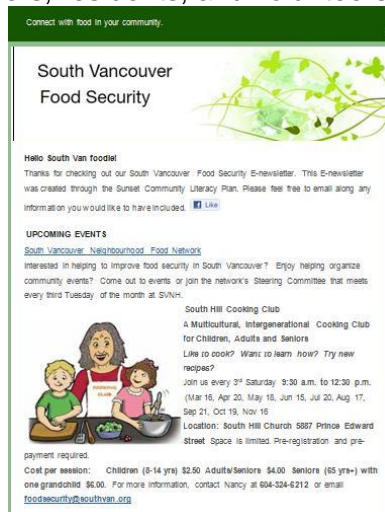 Connect with food in your community.
South Vancouver
Food Security
Hello South Van foodie!
Thanks for checking out our South Vancouver Food Security E-newsletter. This E-newsletter
was created through the Sunset Community Literacy Plan. Please feel free to email along any
information you would like to have included. Like
UPCOMING EVENTS
South Vancouver Neighbourhood Food Network
Interested in helping to improve food security in South Vancouver? Enjoy helping organize
community events? Come out to events or join the network's Steering Committee that meets
every third Tuesday of the month at SVNH.
South Hill Cooking Club
A Multicultural, Intergenerational Cooking Club
for Children, Adults and Seniors
Like to cook? Want to learn how? Try new
recipes?
Join us every 3rd Saturday 9:30 a.m. to 12:30 p.m.
(Mar 16, Apr 20, May 18, Jun 15, Jul 20, Aug 17,
Sep 21, Oct 19, Nov 16
Location: South Hill Church 5887 Prince Edward
Street Space is limited. Pre-registration and pre-
payment required.
Cost per session: Children (8-14 yrs) $2.50 Adults/Seniors $4.00 Seniors (65 yrs+) with
one grandchild $6.00. For more information, contact Nancy at 604-324-6212 or email
foodsecurity@southvan.org